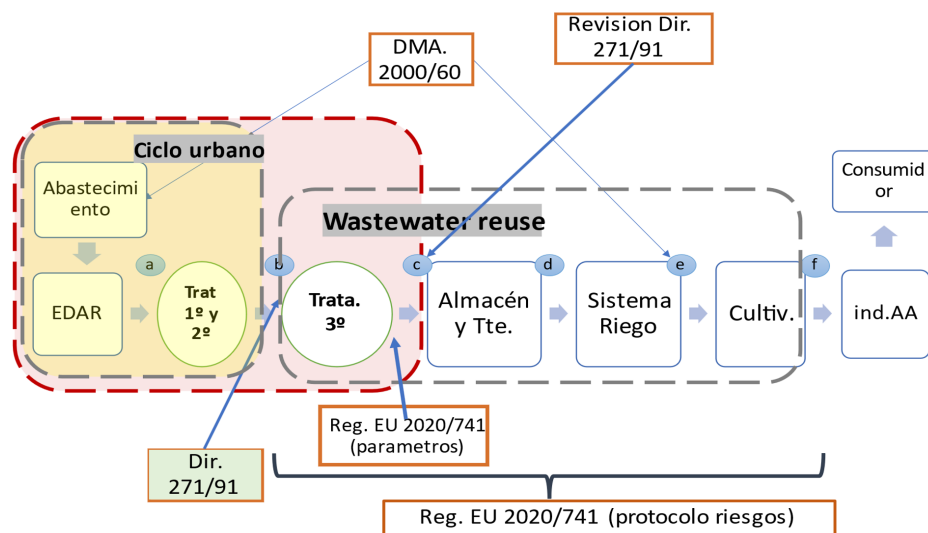 Revision Dir.
271/91
DMA.
2000/60
Ciclo urbano
Abastecimi
ento
Consumid
or
Wastewater reuse
a
b
c
d
e
f
EDAR
Trat
1º y
2º
Trata.
3º
Almacén
y Tte.
Sistema
Riego
Cultiv.
ind.AA
Reg. EU 2020/741
(parametros)
Dir.
271/91
Reg. EU 2020/741 (protocolo riesgos)